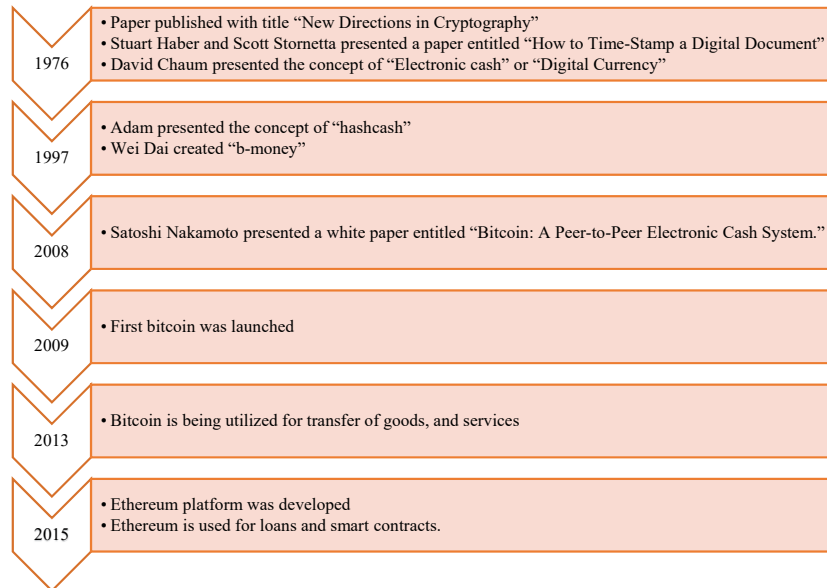 1976
• Paper published with title “New Directions in Cryptography”
• Stuart Haber and Scott Stornetta presented a paper entitled “How to Time-Stamp a Digital Document”
• David Chaum presented the concept of “Electronic cash” or “Digital Currency”
1997
• Adam presented the concept of “hashcash”
• Wei Dai created “b-money”
2008
• Satoshi Nakamoto presented a white paper entitled “Bitcoin: A Peer-to-Peer Electronic Cash System.”
2009
• First bitcoin was launched
2013
• Bitcoin is being utilized for transfer of goods, and services
2015
• Ethereum platform was developed
• Ethereum is used for loans and smart contracts.